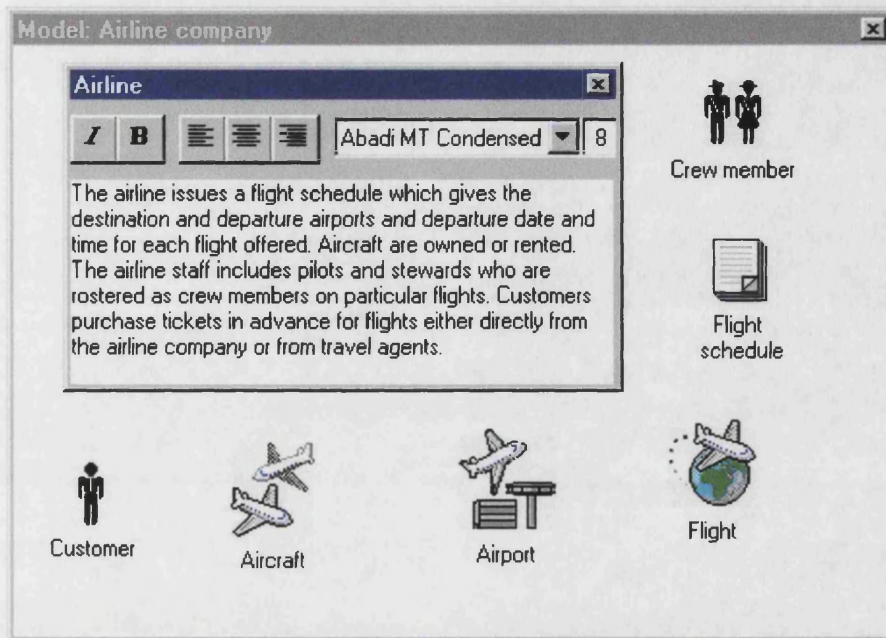 Model: Airline company
Airline
I B Abadi MT Condensed 8
The airline issues a flight schedule which gives the
destination and departure airports and departure date and
time for each flight offered. Aircraft are owned or rented.
The airline staff includes pilots and stewards who are
rostered as crew members on particular flights. Customers
purchase tickets in advance for flights either directly from
the airline company or from travel agents.
Crew member
Flight
schedule
Customer
Aircraft
Airport
Flight